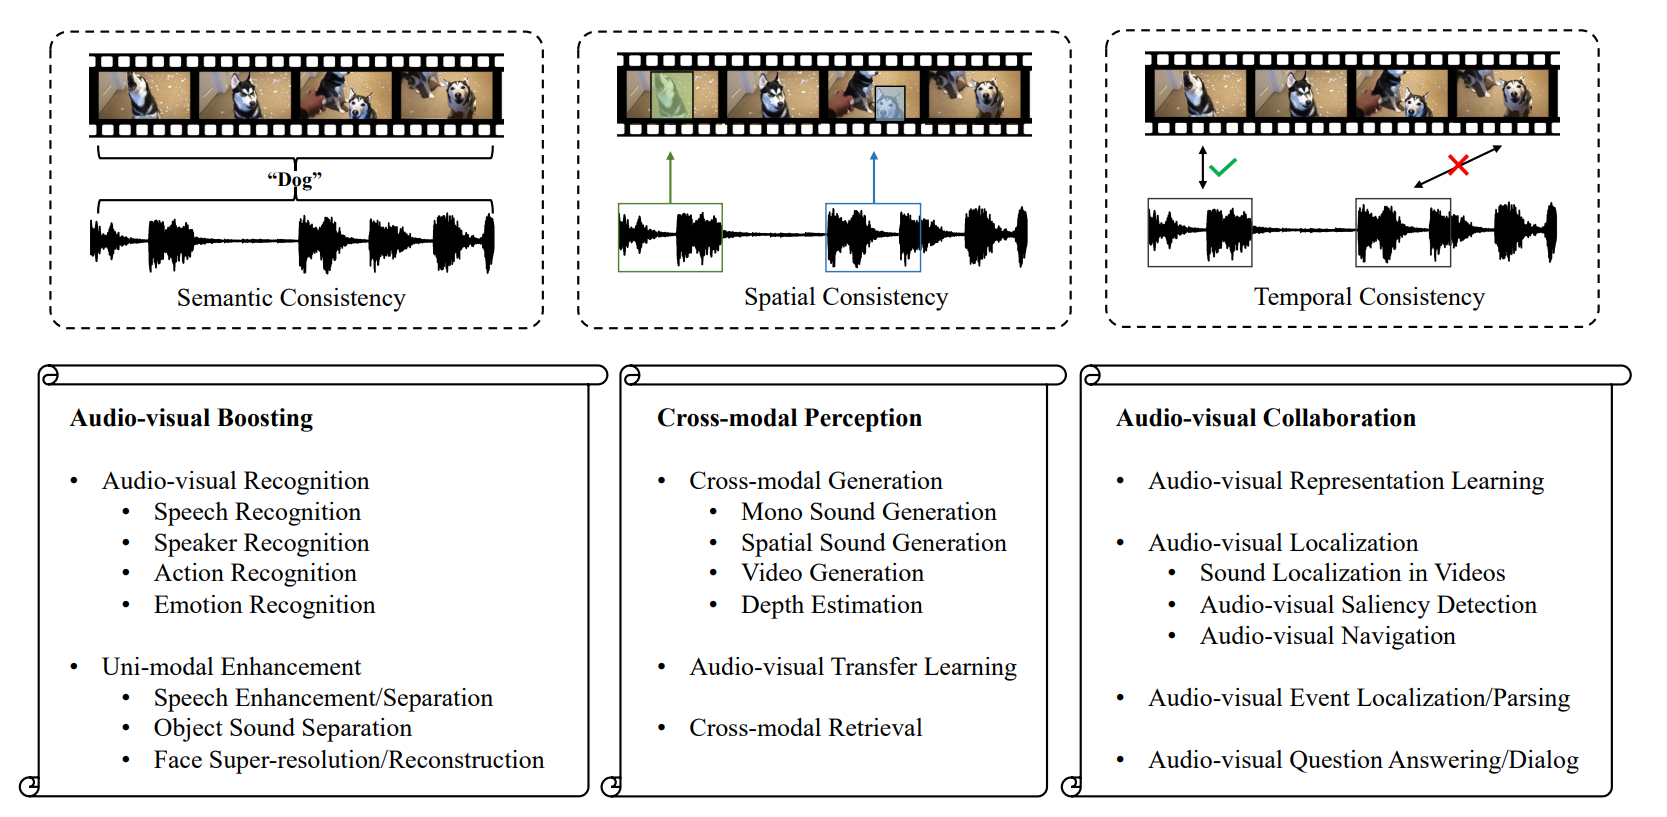 “Dog”
Semantic Consistency
Spatial Consistency
Temporal Consistency
Audio-visual Boosting
• Audio-visual Recognition
• Speech Recognition
• Speaker Recognition
• Action Recognition
• Emotion Recognition
• Uni-modal Enhancement
• Speech Enhancement/Separation
• Object Sound Separation
• Face Super-resolution/Reconstruction
Cross-modal Perception
• Cross-modal Generation
• Mono Sound Generation
• Spatial Sound Generation
• Video Generation
• Depth Estimation
• Audio-visual Transfer Learning
• Cross-modal Retrieval
Audio-visual Collaboration
• Audio-visual Representation Learning
• Audio-visual Localization
• Sound Localization in Videos
• Audio-visual Saliency Detection
• Audio-visual Navigation
• Audio-visual Event Localization/Parsing
• Audio-visual Question Answering/Dialog